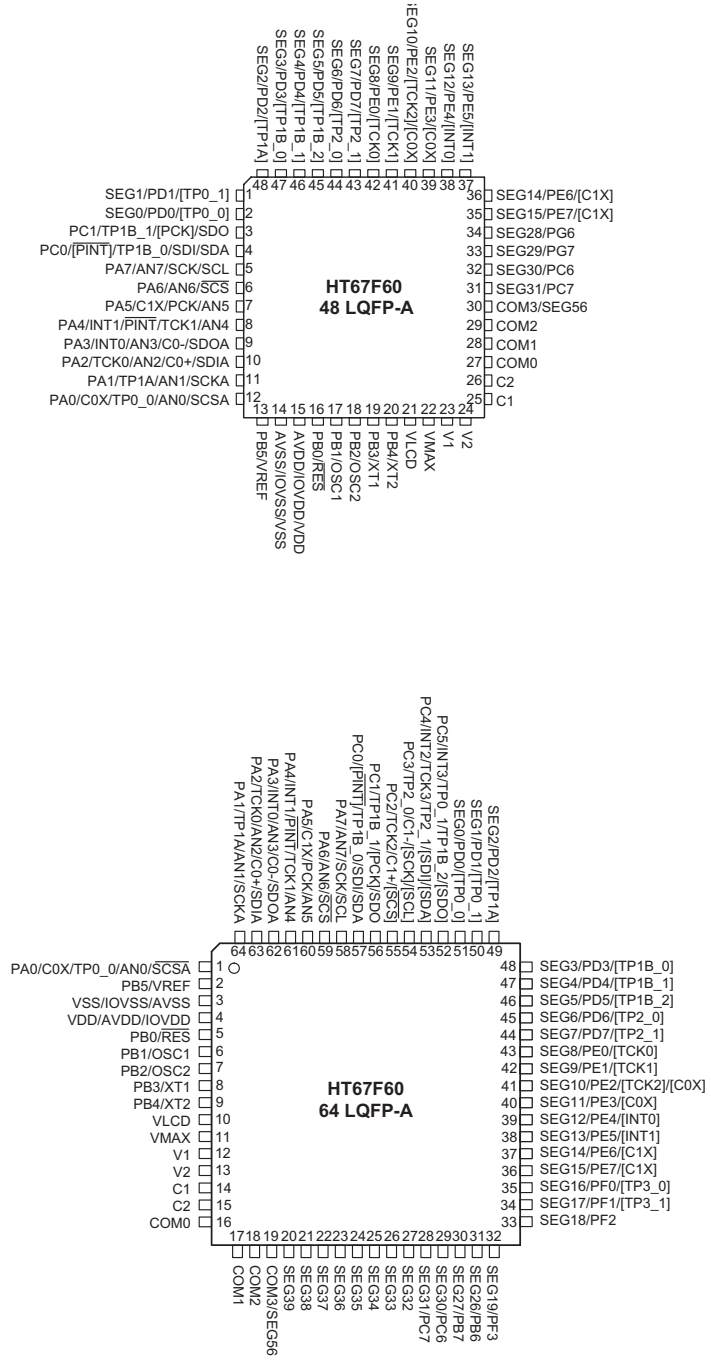 SEG2/PD2/[TP1A]
SEG3/PD3/[TP1B_0]
SEG4/PD4/[TP1B_1]
SEG5/PD5/[TP1B_2]
SEG6/PD6/[TP2_0]
SEG7/PD7/[TP2_1]
SEG8/PE0/[TCK0]
SEG9/PE1/[TCK1]
SEG10/PE2/[TCK2]/[C0X]
SEG11/PE3/[C0X]
SEG12/PE4/[INT0]
SEG13/PE5/[INT1]
48 47 46 45 44 43 42 41 40 39 38 37
SEG1/PD1/[TP0_1] 1
SEG0/PD0/[TP0_0] 2
PC1/TP1B_1/[PCK]/SDO 3
PC0/[PINT]/TP1B_0/SDI/SDA 4
PA7/AN7/SCK/SCL 5
PA6/AN6/SCS 6
PA5/C1X/PCK/AN5 7
PA4/INT1/PINT/TCK1/AN4 8
PA3/INT0/AN3/C0-/SDOA 9
PA2/TCK0/AN2/C0+/SDIA 10
PA1/TP1A/AN1/SCKA 11
PA0/C0X/TP0_0/AN0/SCSA 12
HT67F60
48 LQFP-A
36 SEG14/PE6/[C1X]
35 SEG15/PE7/[C1X]
34 SEG28/PG6
33 SEG29/PG7
32 SEG30/PC6
31 SEG31/PC7
30 COM3/SEG56
29 COM2
28 COM1
27 COM0
26 C2
25 C1
13 14 15 16 17 18 19 20 21 22 23 24
PB5/VREF
AVSS/IOVSS/VSS
AVDD/IOVDD/VDD
PB0/RES
PB1/OSC1
PB2/OSC2
PB3/XT1
PB4/XT2
VLCD
VMAX
V1
V2
PA1/TP1A/AN1/SCKA
PA2/TCK0/AN2/C0+/SDIA
PA3/INT0/AN3/C0-/SDOA
PA4/INT1/PINT/TCK1/AN4
PA5/C1X/PCK/AN5
PA6/AN6/SCS
PA7/AN7/SCK/SCL
PC0/[PINT]/TP1B_0/SDI/SDA
PC1/TP1B_1/[PCK]/SDO
PC2/TCK2/C1+/[SCS]
PC3/TP2_0/C1-/[SCK]/[SCL]
PC4/INT2/TCK3/TP2_1/[SDI]/[SDA]
PC5/INT3/TP0_1/TP1B_2/[SDO]
SEG0/PD0/[TP0_0]
SEG1/PD1/[TP0_1]
SEG2/PD2/[TP1A]
64 63 62 61 60 59 58 57 56 55 54 53 52 51 50 49
PA0/C0X/TP0_0/AN0/SCSA 1
PB5/VREF 2
VSS/IOVSS/AVSS 3
VDD/AVDD/IOVDD 4
PB0/RES 5
PB1/OSC1 6
PB2/OSC2 7
PB3/XT1 8
PB4/XT2 9
VLCD 10
VMAX 11
V1 12
V2 13
C1 14
C2 15
COM0 16
HT67F60
64 LQFP-A
48 SEG3/PD3/[TP1B_0]
47 SEG4/PD4/[TP1B_1]
46 SEG5/PD5/[TP1B_2]
45 SEG6/PD6/[TP2_0]
44 SEG7/PD7/[TP2_1]
43 SEG8/PE0/[TCK0]
42 SEG9/PE1/[TCK1]
41 SEG10/PE2/[TCK2]/[C0X]
40 SEG11/PE3/[C0X]
39 SEG12/PE4/[INT0]
38 SEG13/PE5/[INT1]
37 SEG14/PE6/[C1X]
36 SEG15/PE7/[C1X]
35 SEG16/PF0/[TP3_0]
34 SEG17/PF1/[TP3_1]
33 SEG18/PF2
17 18 19 20 21 22 23 24 25 26 27 28 29 30 31 32
COM1
COM2
COM3/SEG56
SEG39
SEG38
SEG37
SEG36
SEG35
SEG34
SEG33
SEG32
SEG31/PC7
SEG30/PC6
SEG27/PB7
SEG26/PB6
SEG19/PF3